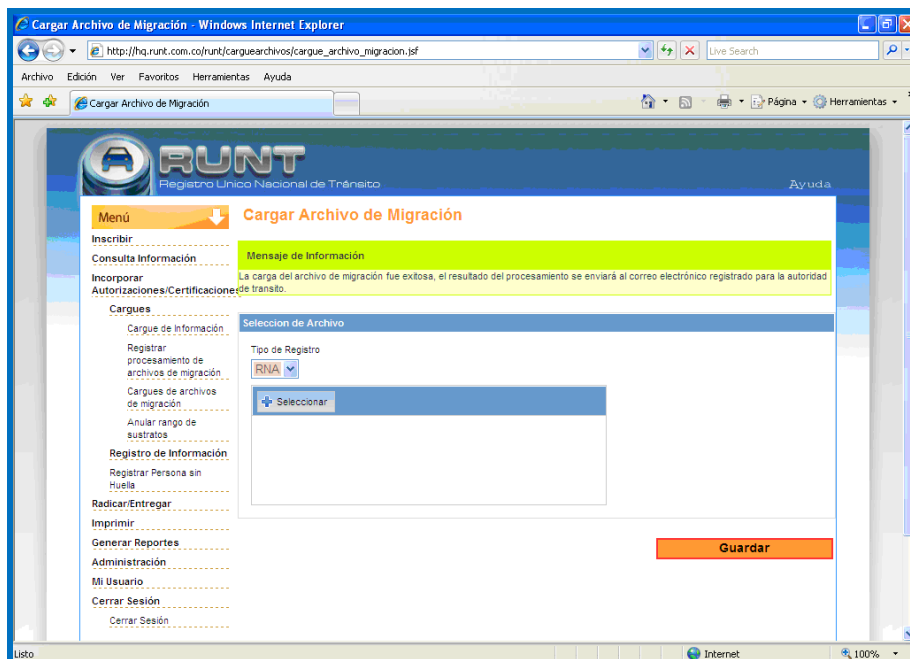 Cargar Archivo de Migración - Windows Internet Explorer
http://hq.runt.com.co/runt/carguearchivos/cargue_archivo_migracion.jsf
Live Search
Archivo Edición Ver Favoritos Herramientas Ayuda
Cargar Archivo de Migración
Página
Herramientas
RUNT
Registro Unico Nacional de Tránsito
Ayuda
Menú
Inscribir
Consulta Información
Incorporar
Autorizaciones/Certificaciones
Cargues
Cargue de Información
Registrar
procesamiento de
archivos de migración
Cargues de archivos
de migración
Anular rango de
sustratos
Registro de Información
Registrar Persona sin
Huella
Radicar/Entregar
Imprimir
Generar Reportes
Administración
Mi Usuario
Cerrar Sesión
Cerrar Sesión
Cargar Archivo de Migración
Mensaje de Información
La carga del archivo de migración fue exitosa, el resultado del procesamiento se enviará al correo electrónico registrado para la autoridad
de transito.
Seleccion de Archivo
Tipo de Registro
RNA
Seleccionar
Guardar
Listo
Internet
100%